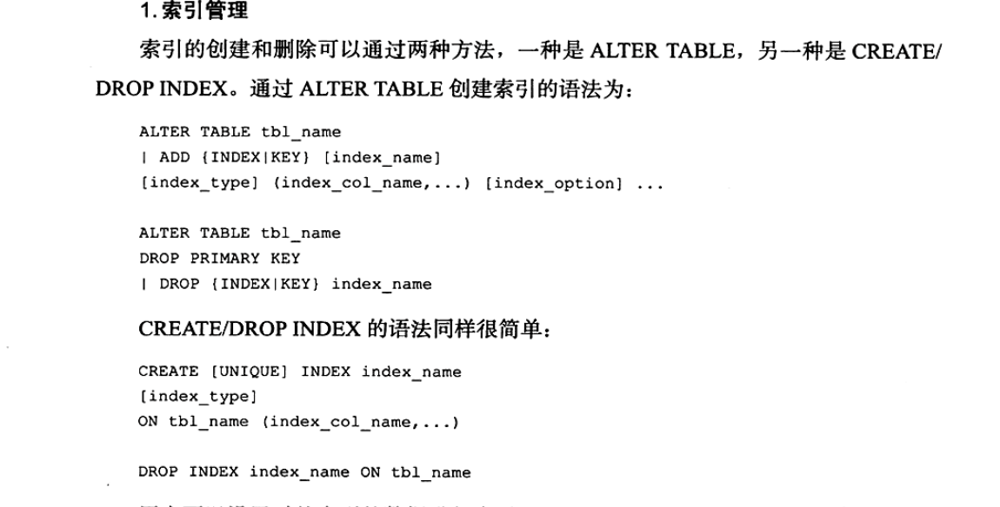 1.索引管理
索引的创建和删除可以通过两种方法，一种是 ALTER TABLE，另一种是 CREATE/
DROP INDEX。通过 ALTER TABLE 创建索引的语法为：
ALTER TABLE tbl_name
| ADD {INDEX|KEY} [index_name]
[index_type] (index_col_name,...) [index_option] ...
ALTER TABLE tbl_name
DROP PRIMARY KEY
| DROP {INDEX|KEY} index_name
CREATE/DROP INDEX 的语法同样很简单：
CREATE [UNIQUE] INDEX index_name
[index_type]
ON tbl_name (index_col_name,...)
DROP INDEX index_name ON tbl_name